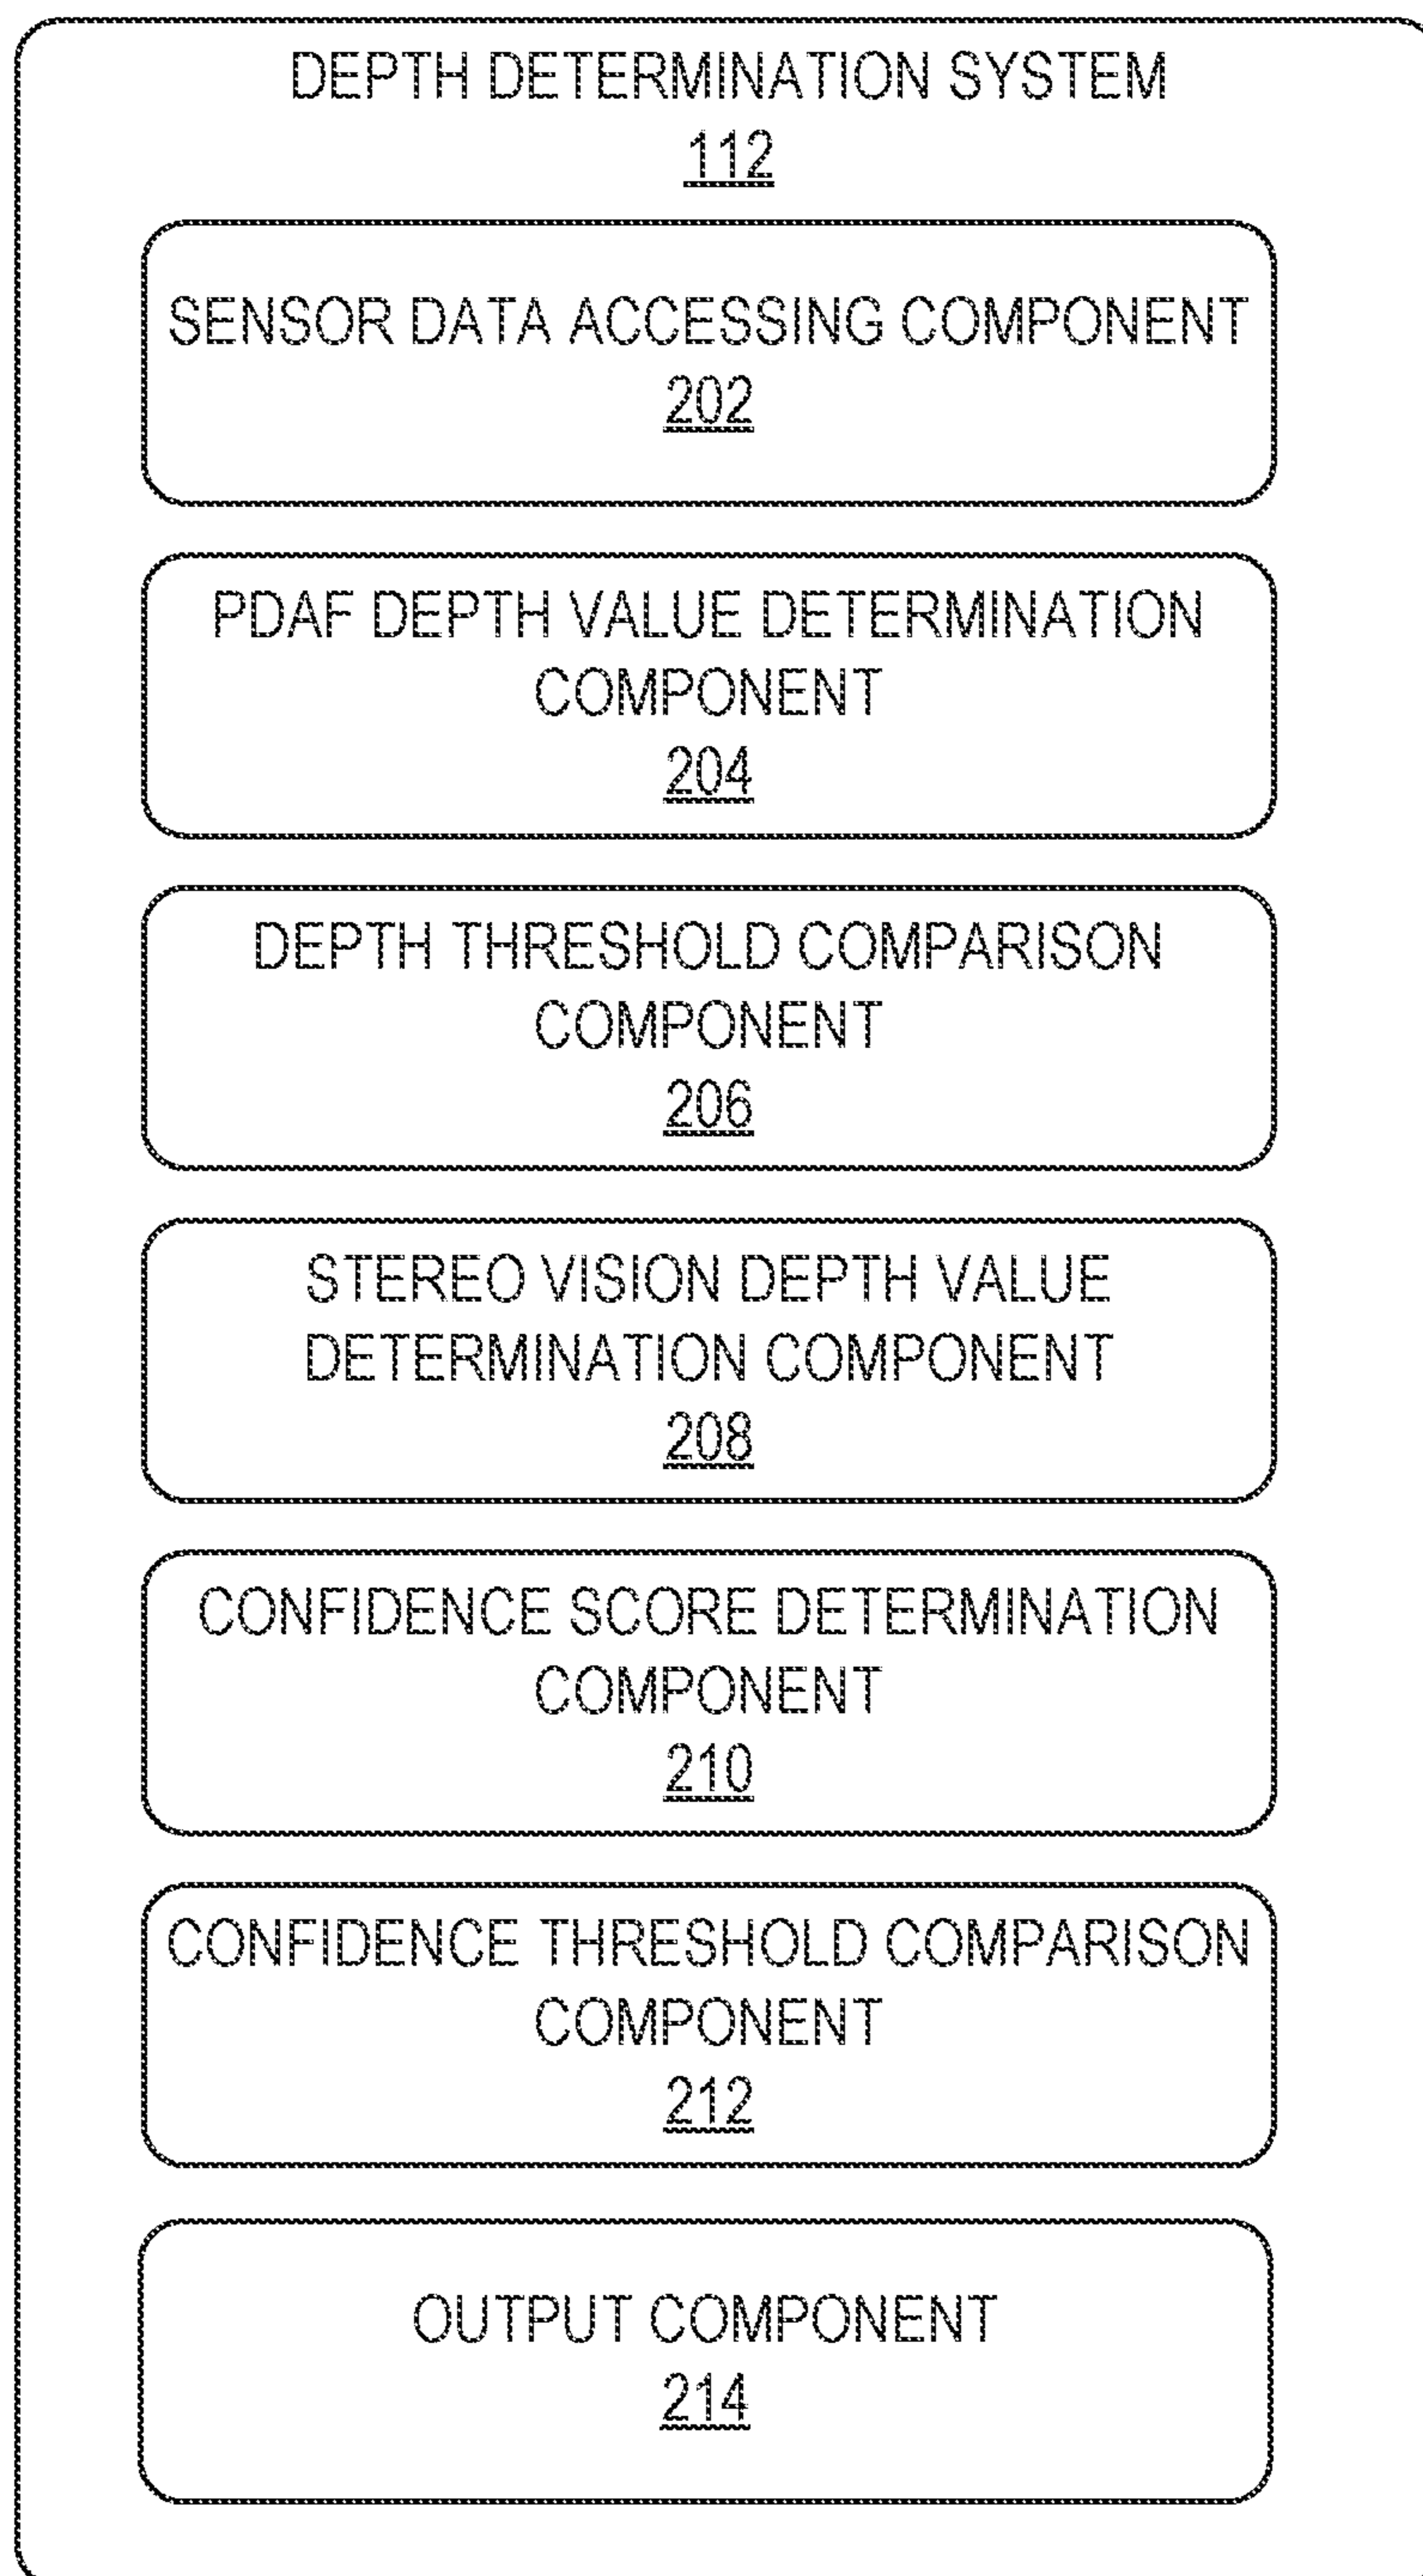 DEPTH DETERMINATION SYSTEM
112
SENSOR DATA ACCESSING COMPONENT
202
PDAF DEPTH VALUE DETERMINATION
COMPONENT
204
DEPTH THRESHOLD COMPARISON
COMPONENT
206
STEREO VISION DEPTH VALUE
DETERMINATION COMPONENT
208
CONFIDENCE SCORE DETERMINATION
COMPONENT
210
CONFIDENCE THRESHOLD COMPARISON
COMPONENT
212
OUTPUT COMPONENT
214